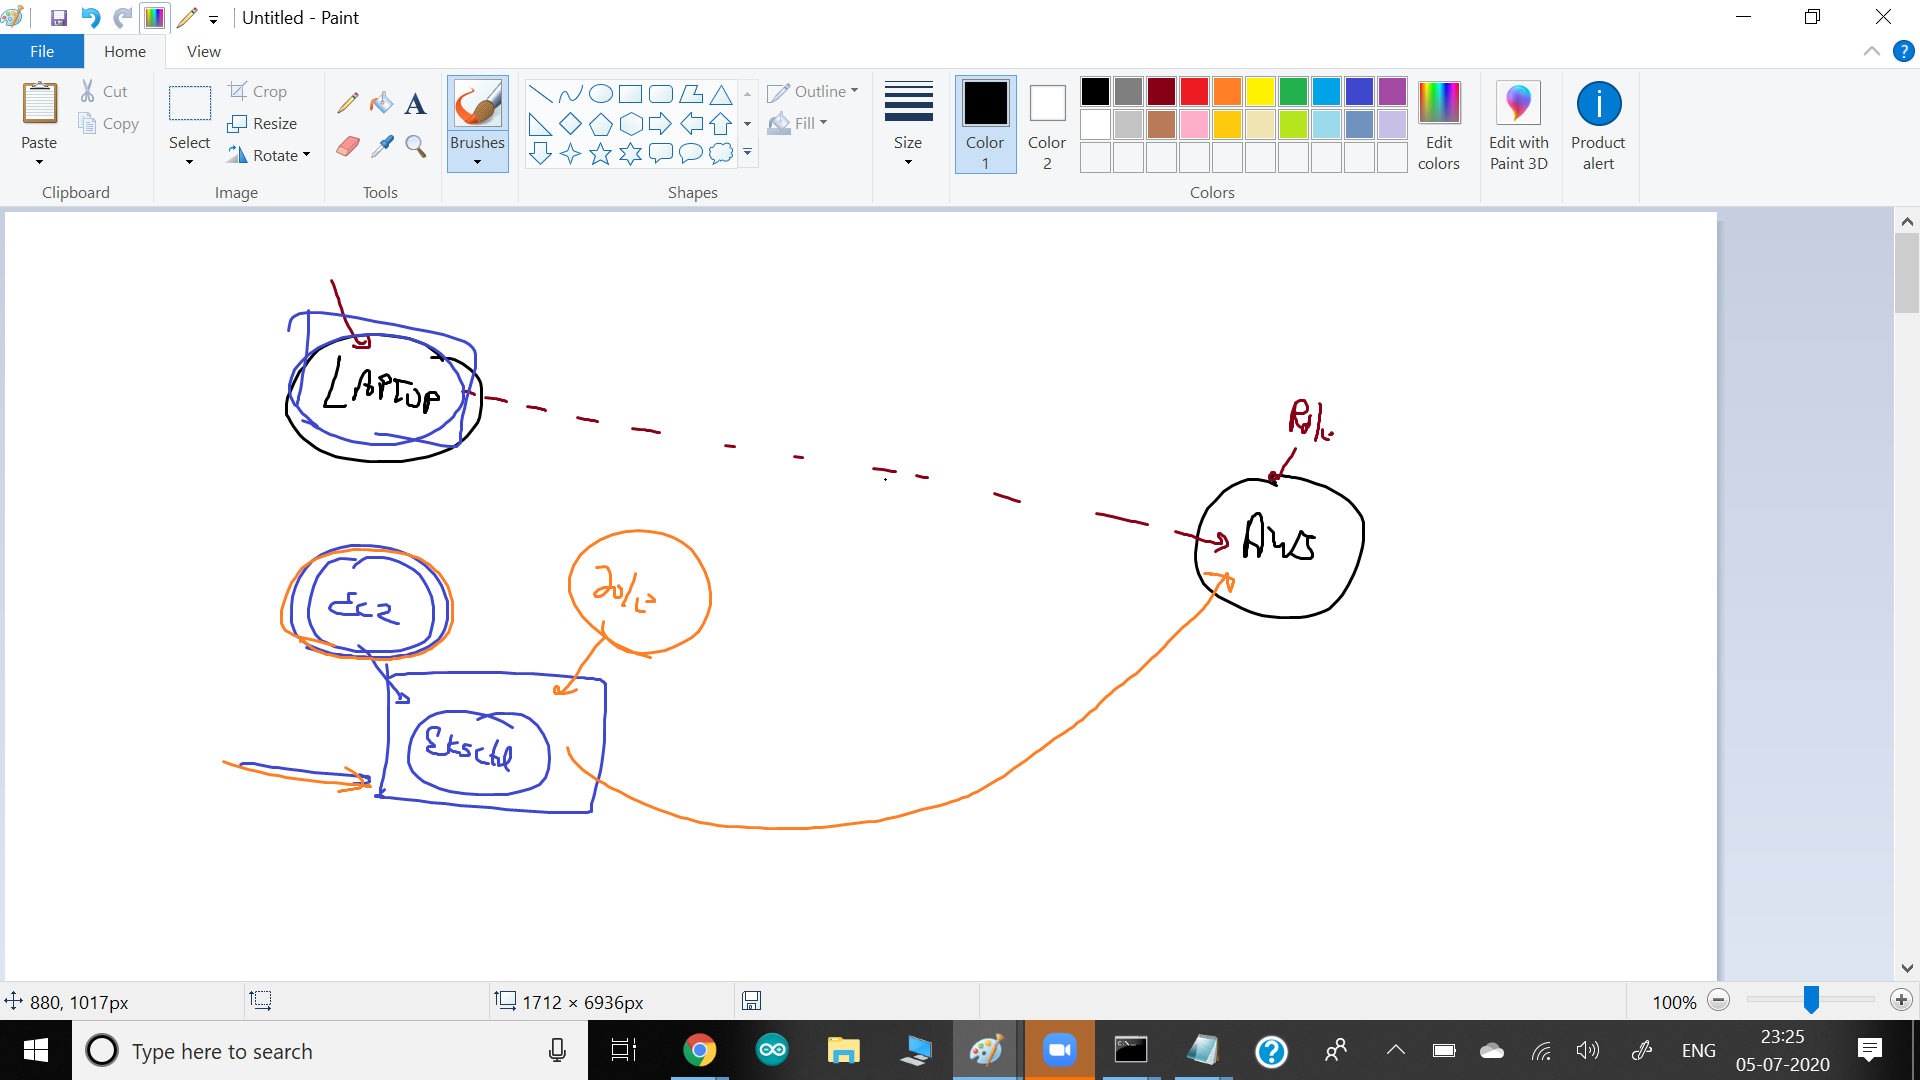 Untitled - Paint
File
Home
View
Paste
Cut
Copy
Clipboard
Select
Crop
Resize
Rotate
Image
A
Tools
Brushes
Shapes
Outline
Fill
Size
Color 1
Color 2
Colors
Edit colors
Edit with Paint 3D
Product alert
LAPTOP
AWS
EC2
Eksctl
880, 1017px
1712 × 6936px
100%
Type here to search
ENG
23:25
05-07-2020